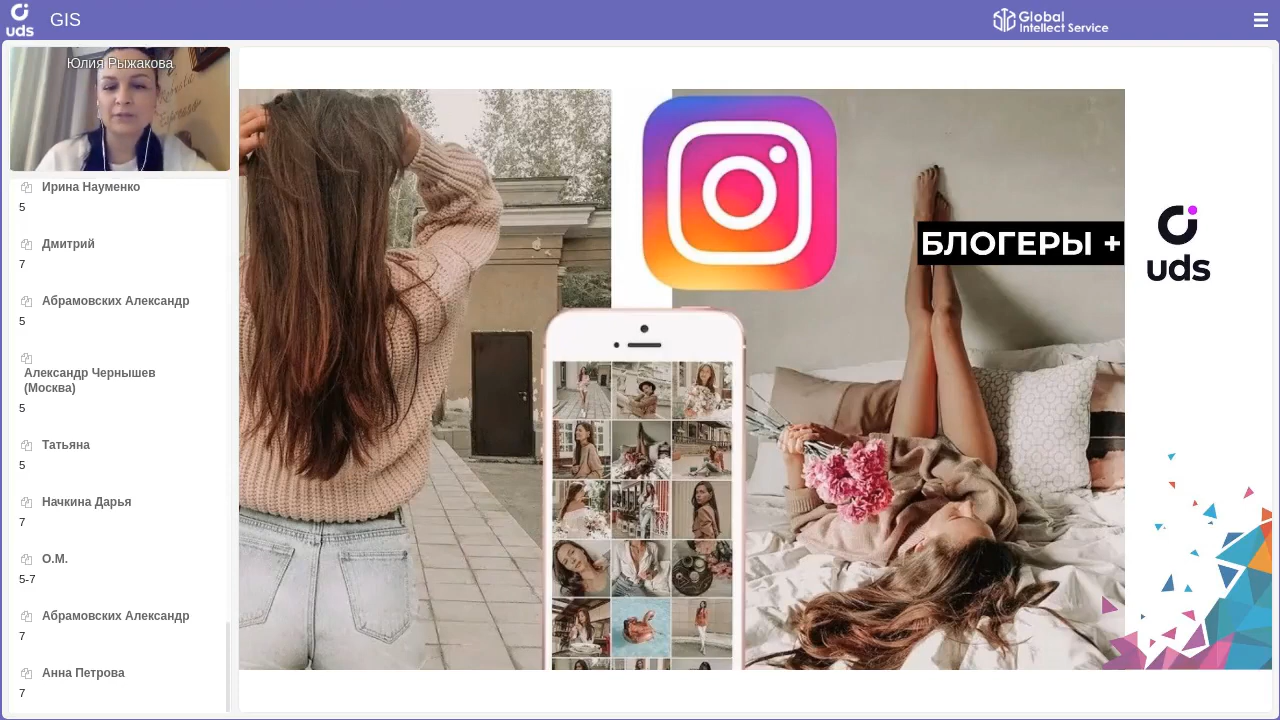 uds
GIS
Global
Intellect Service
Юлия Рыжакова
Ирина Науменко
5
Дмитрий
7
Абрамовских Александр
5
Александр Чернышев
(Москва)
5
Татьяна
5
Начкина Дарья
7
О.М.
5-7
Абрамовских Александр
7
Анна Петрова
7
БЛОГЕРЫ +
uds